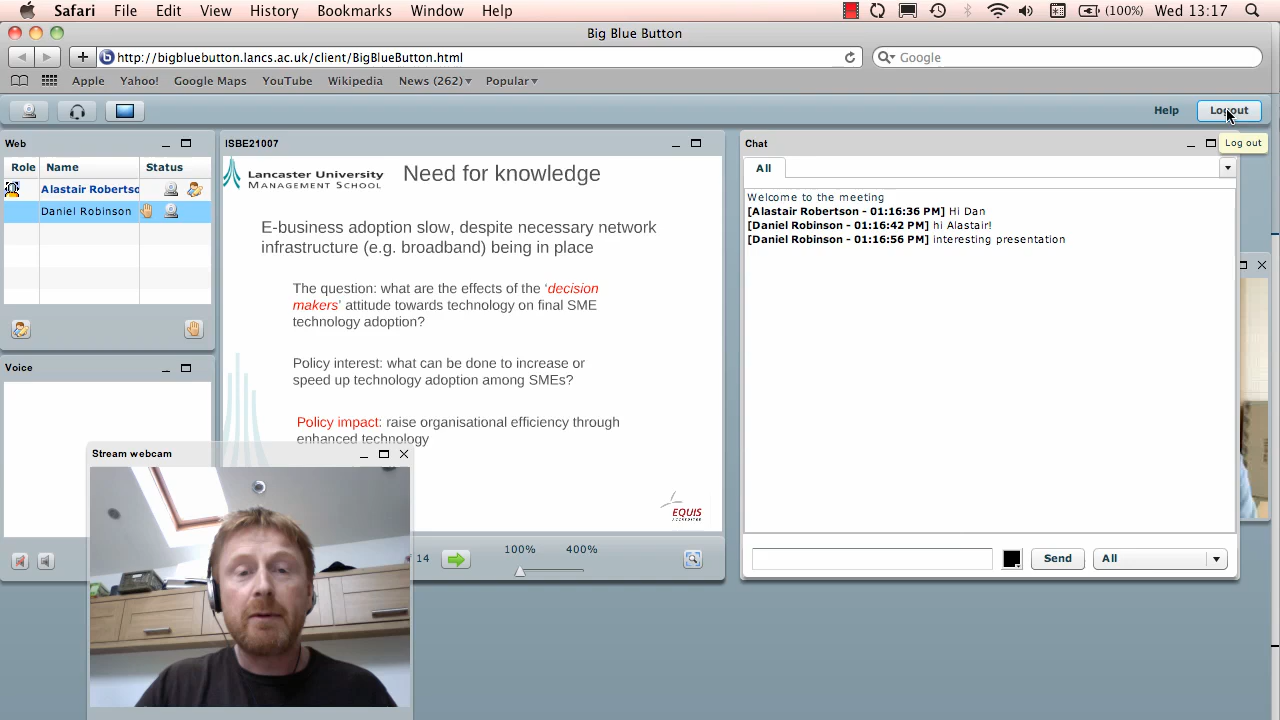 Safari File Edit View History Bookmarks Window Help (100%) Wed 13:17
Big Blue Button
http://bigbluebutton.lancs.ac.uk/client/BigBlueButton.html Google
Apple Yahoo! Google Maps YouTube Wikipedia News (262) Popular
Help Logout
Log out
Web
Role Name Status
Alastair Robertso
Daniel Robinson
Voice
ISBE21007
Lancaster University
MANAGEMENT SCHOOL
Need for knowledge
E-business adoption slow, despite necessary network
infrastructure (e.g. broadband) being in place
The question: what are the effects of the ‘decision
makers’ attitude towards technology on final SME
technology adoption?
Policy interest: what can be done to increase or
speed up technology adoption among SMEs?
Policy impact: raise organisational efficiency through
enhanced technology
EQUIS
ACCREDITED
14 100% 400%
Stream webcam
Chat
All
Welcome to the meeting
[Alastair Robertson - 01:16:36 PM] Hi Dan
[Daniel Robinson - 01:16:42 PM] hi Alastair!
[Daniel Robinson - 01:16:56 PM] interesting presentation
Send All